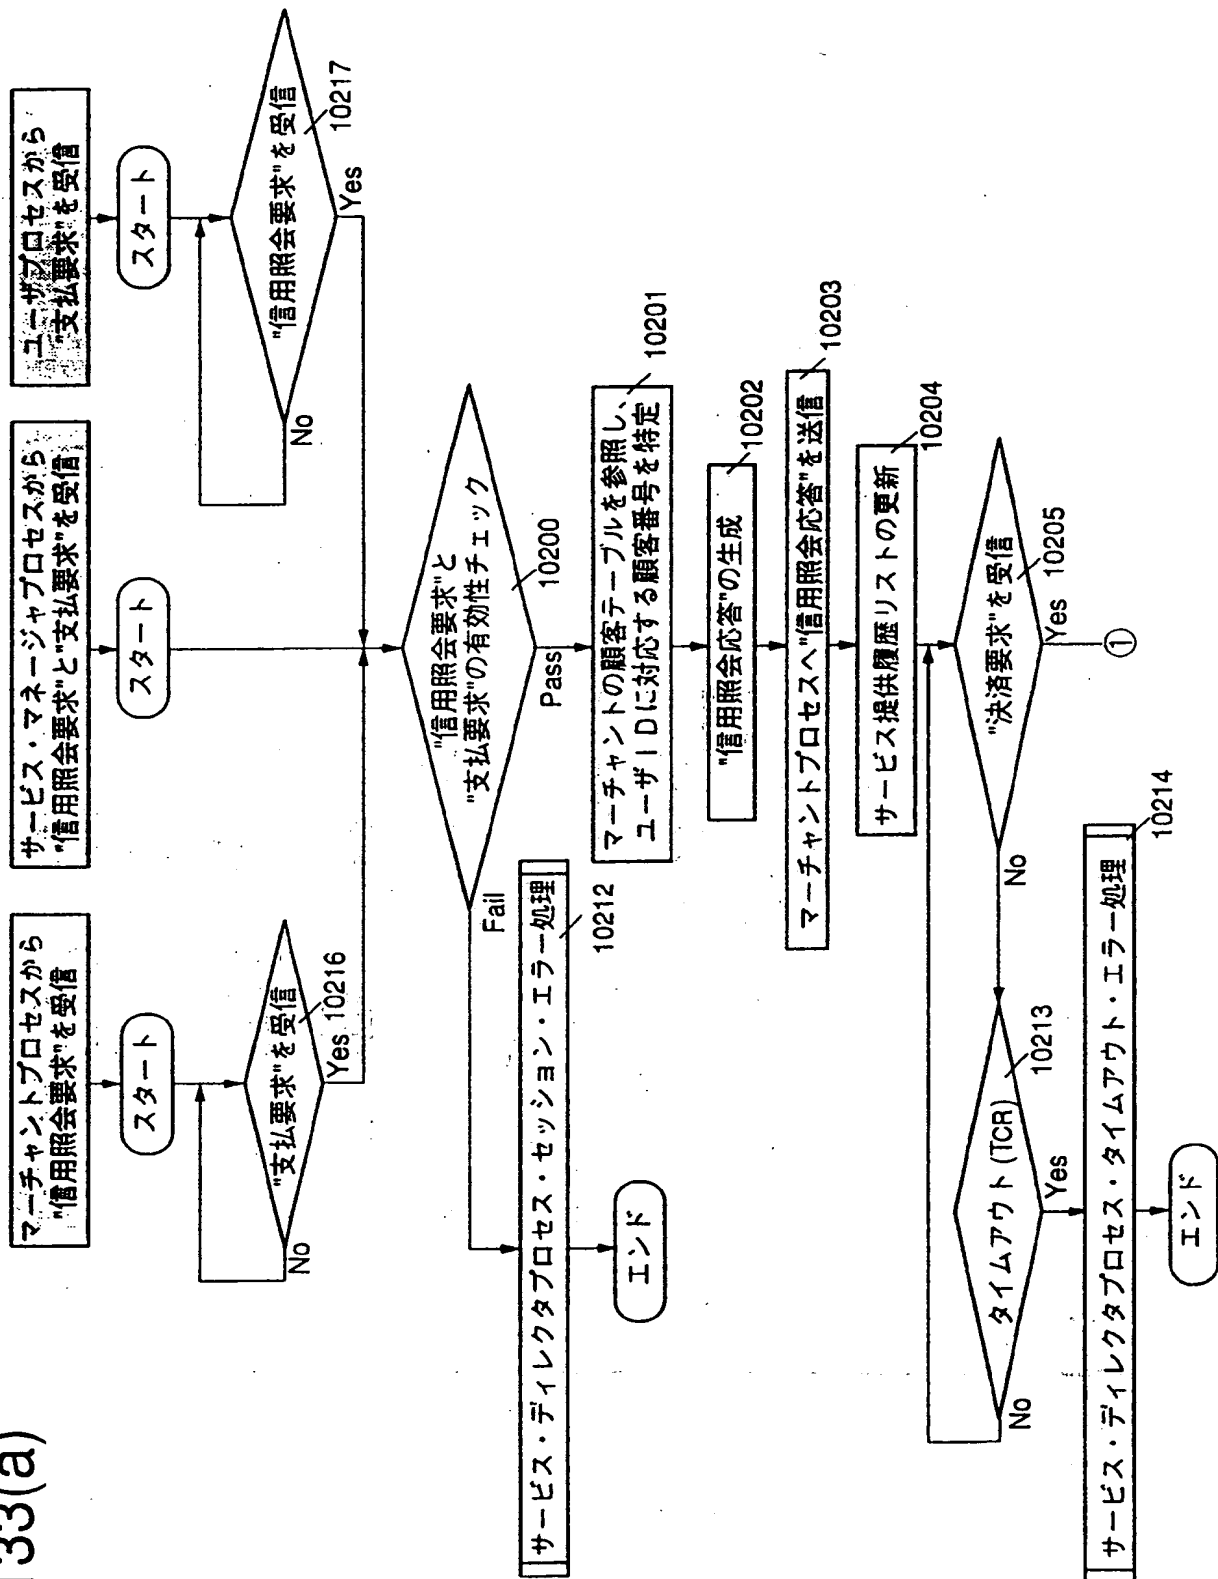 33(a)
マーチャントプロセスから
"信用照会要求"を受信
スタート
"支払要求"を受信
10216
No
Yes
サービス・マネージャプロセスから
"信用照会要求"と"支払要求"を受信
スタート
ユーザプロセスから
"支払要求"を受信
スタート
"信用照会要求"を受信
10217
No
Yes
"信用照会要求"と
"支払要求"の有効性チェック
10200
Fail
Pass
サービス・ディレクタプロセス・セッション・エラー処理
10212
エンド
マーチャントの顧客テーブルを参照し、
ユーザIDに対応する顧客番号を特定
10201
"信用照会応答"の生成
10202
マーチャントプロセスへ"信用照会応答"を送信
10203
サービス提供履歴リストの更新
10204
"決済要求"を受信
10205
No
Yes
①
タイムアウト(TCR)
10213
No
Yes
サービス・ディレクタプロセス・タイムアウト・エラー処理
10214
エンド